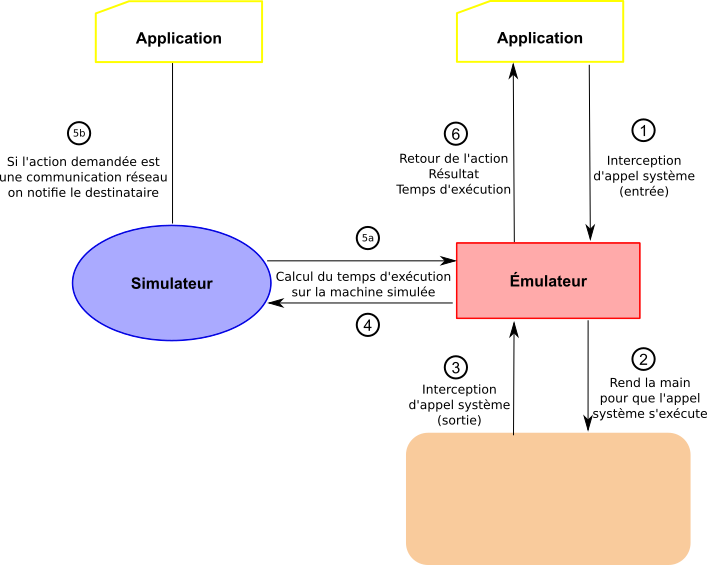 Application
Application
5b
Si l'action demandée est
une communication réseau
on notifie le destinataire
6
Retour de l'action
Résultat
Temps d'exécution
1
Interception
d'appel système
(entrée)
5a
Simulateur
Calcul du temps d'exécution
sur la machine simulée
Émulateur
4
3
Interception
d'appel système
(sortie)
2
Rend la main
pour que l'appel
système s'exécute